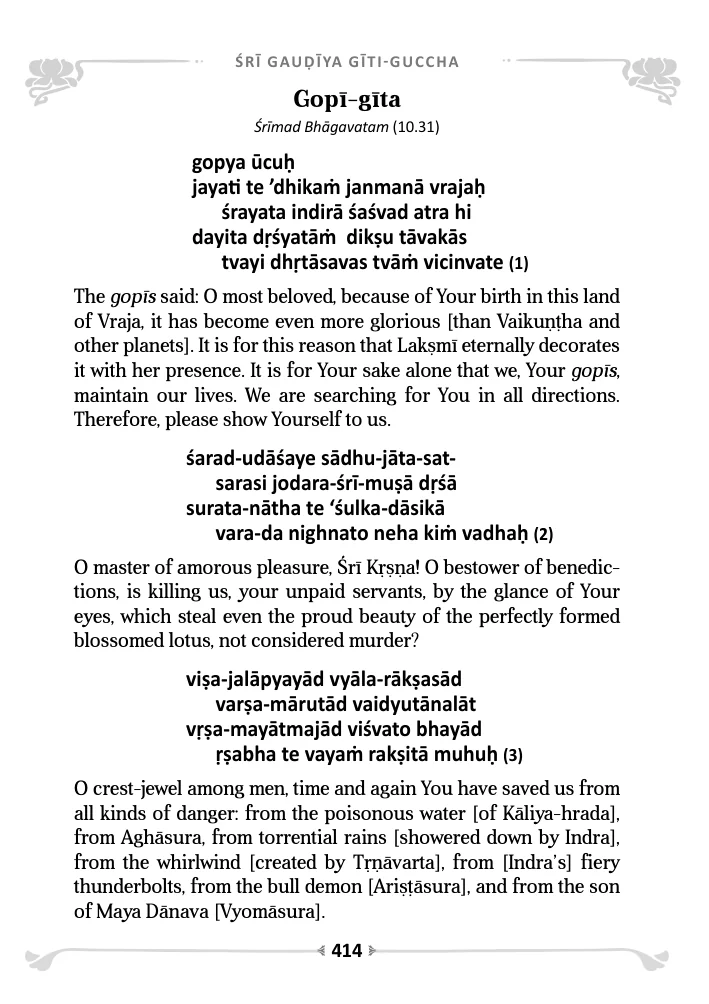 ŚRĪ GAUḌĪYA GĪTI-GUCCHA
Gopī-gīta
Śrīmad Bhāgavatam (10.31)
gopya ūcuḥ
jayati te ’dhikaṁ janmanā vrajaḥ
śrayata indirā śaśvad atra hi
dayita dṛśyatāṁ dikṣu tāvakās
tvayi dhṛtāsavas tvāṁ vicinvate (1)
The gopīs said: O most beloved, because of Your birth in this land
of Vraja, it has become even more glorious [than Vaikuṇṭha and
other planets]. It is for this reason that Lakṣmī eternally decorates
it with her presence. It is for Your sake alone that we, Your gopīs,
maintain our lives. We are searching for You in all directions.
Therefore, please show Yourself to us.
śarad-udāśaye sādhu-jāta-sat-
sarasi jodara-śrī-muṣā dṛśā
surata-nātha te ‘śulka-dāsikā
vara-da nighnato neha kiṁ vadhaḥ (2)
O master of amorous pleasure, Śrī Kṛṣṇa! O bestower of benedic-
tions, is killing us, your unpaid servants, by the glance of Your
eyes, which steal even the proud beauty of the perfectly formed
blossomed lotus, not considered murder?
viṣa-jalāpyayād vyāla-rākṣasād
varṣa-mārutād vaidyutānalāt
vṛṣa-mayātmajād viśvato bhayād
ṛṣabha te vayaṁ rakṣitā muhuḥ (3)
O crest-jewel among men, time and again You have saved us from
all kinds of danger: from the poisonous water [of Kāliya-hrada],
from Aghāsura, from torrential rains [showered down by Indra],
from the whirlwind [created by Tṛṇāvarta], from [Indra’s] fiery
thunderbolts, from the bull demon [Ariṣṭāsura], and from the son
of Maya Dānava [Vyomāsura].
414